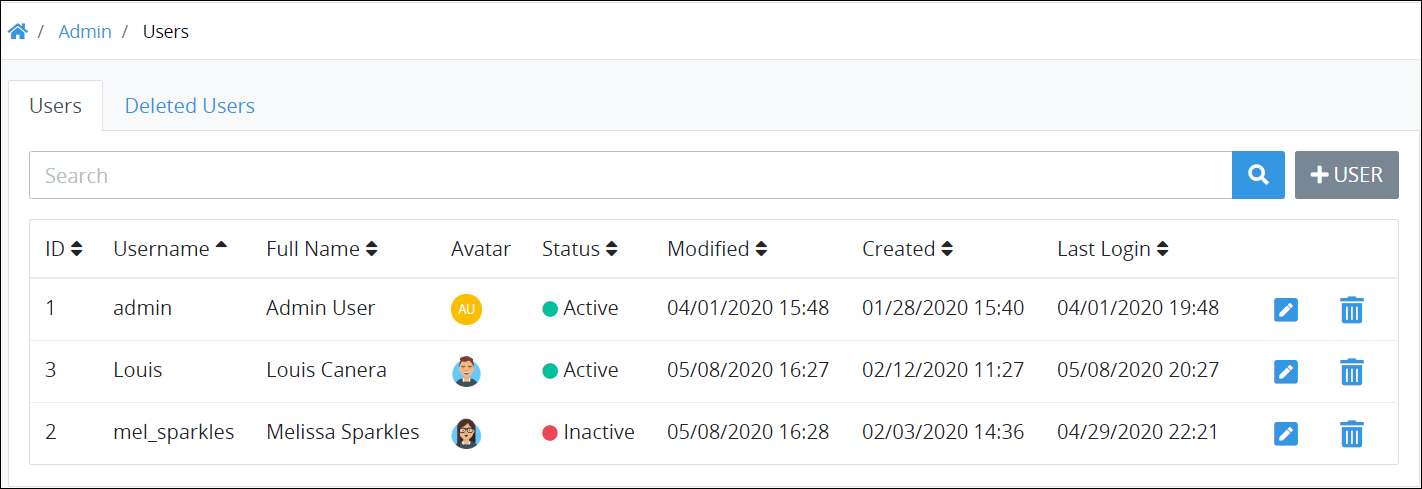 / Admin / Users
Users Deleted Users
Search + USER
ID Username Full Name Avatar Status Modified Created Last Login
1 admin Admin User AU Active 04/01/2020 15:48 01/28/2020 15:40 04/01/2020 19:48
3 Louis Louis Canera Active 05/08/2020 16:27 02/12/2020 11:27 05/08/2020 20:27
2 mel_sparkles Melissa Sparkles Inactive 05/08/2020 16:28 02/03/2020 14:36 04/29/2020 22:21